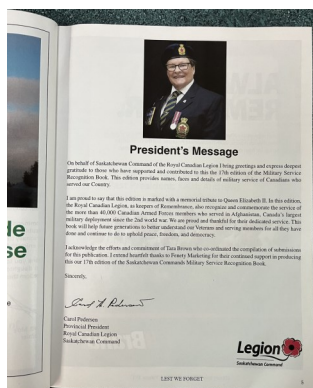 President's Message
On behalf of Saskatchewan Command of the Royal Canadian Legion I bring greetings and express deepest
gratitude to those who have supported and contributed to this the 17th edition of the Military Service
Recognition Book. This edition provides names, faces and details of military service of Canadians who
served our Country.
I am proud to say that this edition is marked with a memorial tribute to Queen Elizabeth II. In this edition,
the Royal Canadian Legion, as keepers of Remembrance, also recognize and commemorate the service of
the more than 40,000 Canadian Armed Forces members who served in Afghanistan, Canada's largest
military deployment since the 2nd world war. We are proud and thankful for their dedicated service. This
book will help future generations to better understand our Veterans and serving members for all they have
done and continue to do to uphold peace, freedom, and democracy.
I acknowledge the efforts and commitment of Tara Brown who co-ordinated the compilation of submissions
for this publication. I extend heartfelt thanks to Fenety Marketing for their continued support in producing
this our 17th edition of the Saskatchewan Commands Military Service Recognition Book.
Sincerely,
Carol A. Pedersen
Carol Pedersen
Provincial President
Royal Canadian Legion
Saskatchewan Command
Legion
Saskatchewan Command
LEST WE FORGET
de
se